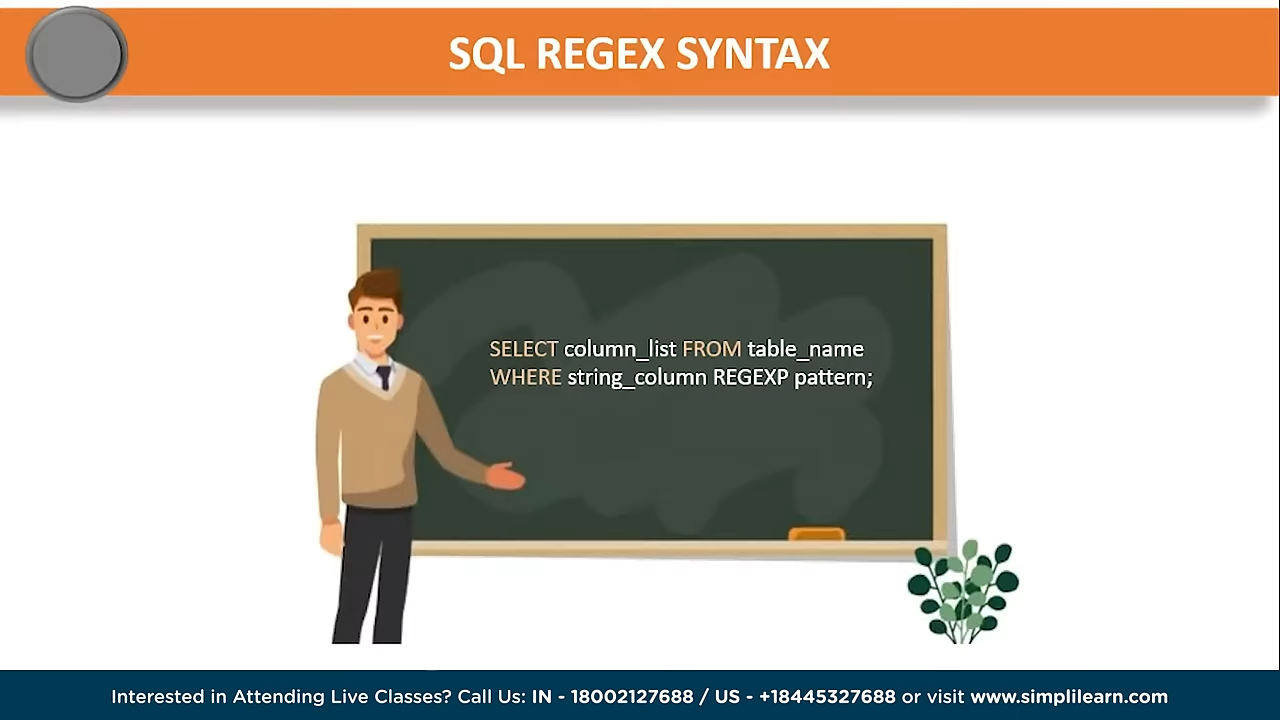 SQL REGEX SYNTAX
SELECT column_list FROM table_name
WHERE string_column REGEXP pattern;
Interested in Attending Live Classes? Call Us: IN - 18002127688 / US - +18445327688 or visit www.simplilearn.com